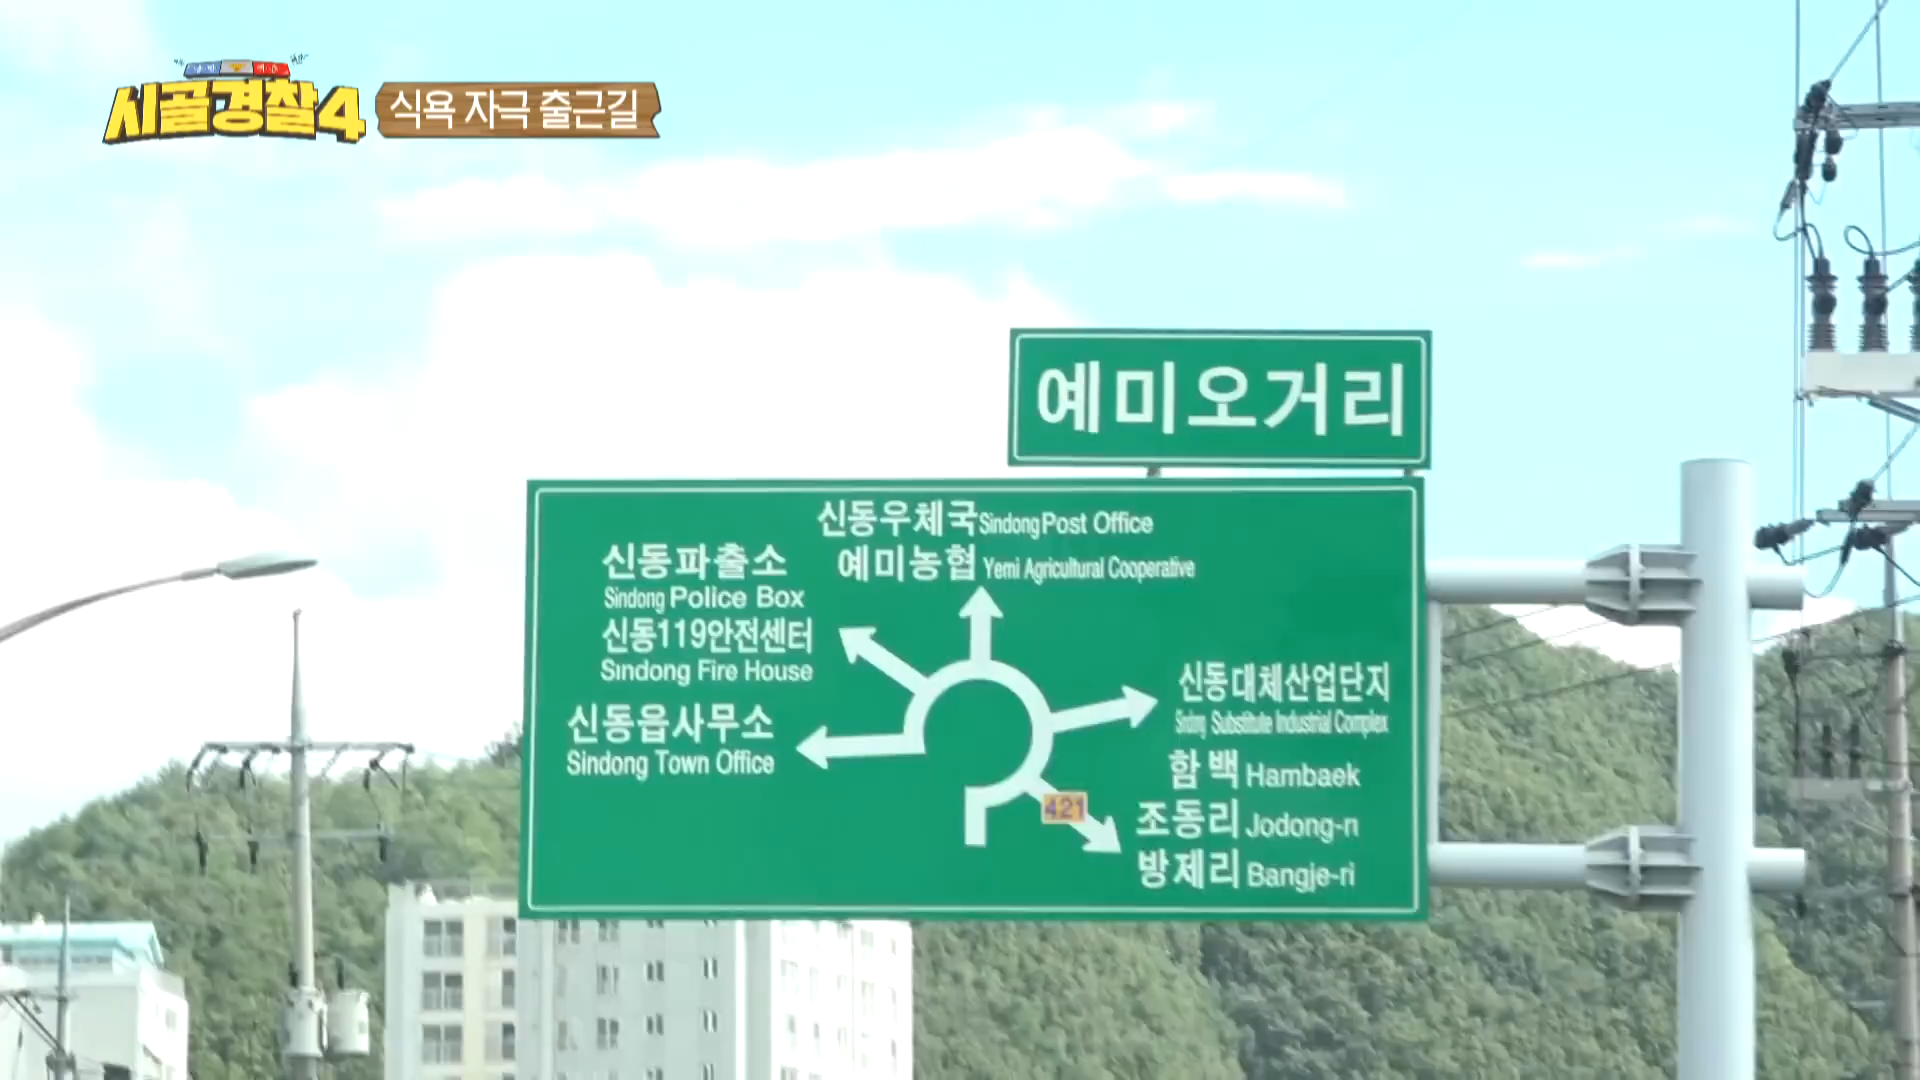 시골경찰4
식욕 자극 출근길
예미오거리
신동우체국 Sindong Post Office
예미농협 Yemi Agricultural Cooperative
신동파출소
Sindong Police Box
신동119안전센터
Sindong Fire House
신동읍사무소
Sindong Town Office
신동대체산업단지
Sindong Substitute Industrial Complex
함백 Hambaek
421
조동리 Jodong-ri
방제리 Bangje-ri